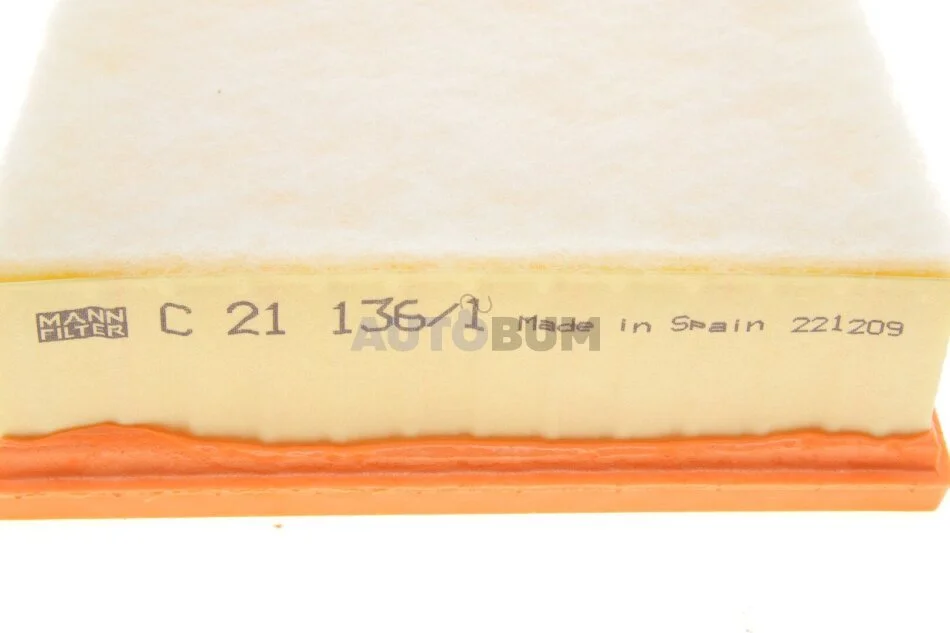 MANN FILTER C 21 136/1 Made in Spain 221209
AUTOBUM